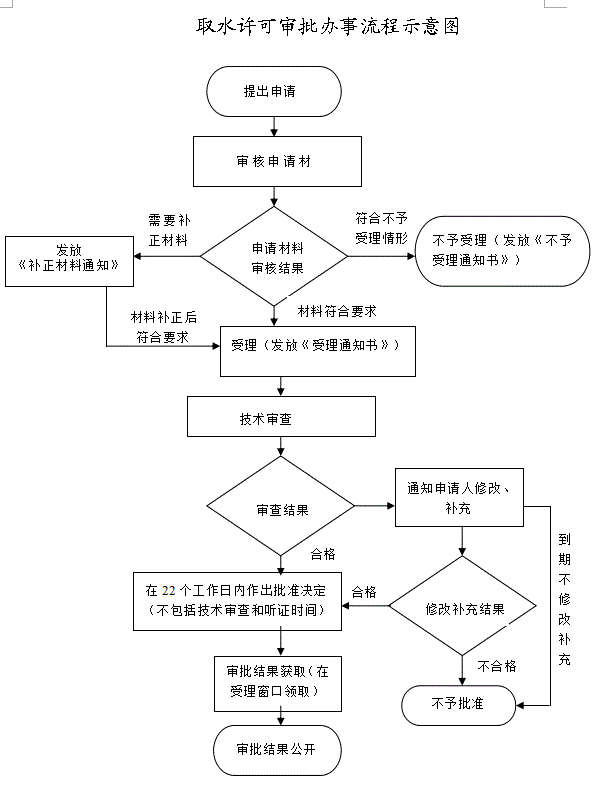 取水许可审批办事流程示意图
提出申请
审核申请材
需要补
正材料
符合不予
受理情形
申请材料
审核结果
发放
《补正材料通知》
不予受理（发放《不予
受理通知书》）
材料补正后
符合要求
材料符合要求
受理（发放《受理通知书》）
技术审查
审查结果
通知申请人修改、
补充
到期不修改补充
合格
在22个工作日内作出批准决定
（不包括技术审查和听证时间）
合格
修改补充结果
不合格
审批结果获取（在
受理窗口领取）
不予批准
审批结果公开